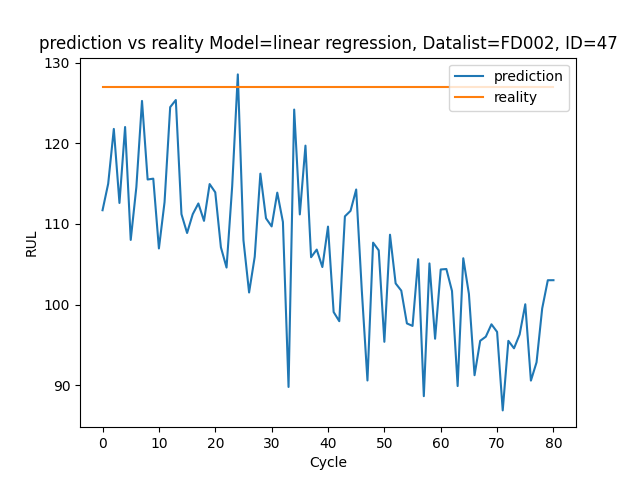 prediction vs reality Model=linear regression, Datalist=FD002, ID=47
prediction
reality
130
120
110
100
90
RUL
0 10 20 30 40 50 60 70 80
Cycle